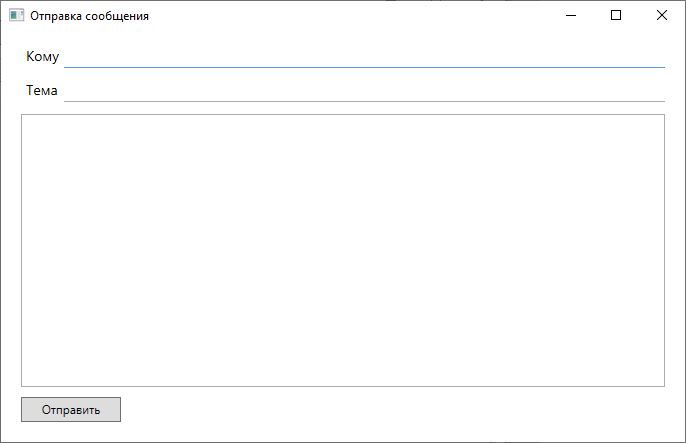 Отправка сообщения
Кому
Тема
Отправить